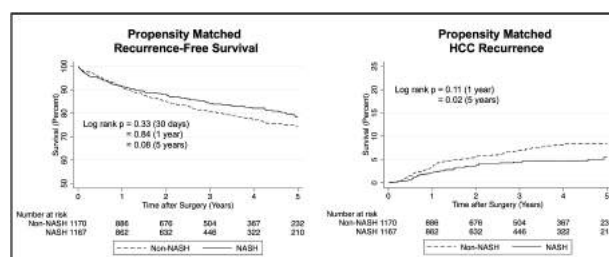 Propensity Matched
Recurrence-Free Survival
Survival (Percent)
100
90
80
70
60
50
Log rank p = 0.33 (30 days)
= 0.84 (1 year)
= 0.08 (5 years)
0 1 2 3 4 5
Time after Surgery (Years)
Number at risk
Non-NASH 1170 886 676 504 367 232
NASH 1167 862 632 446 322 210
Non-NASH NASH
Propensity Matched
HCC Recurrence
Survival (Percent)
25
20
15
10
5
0
Log rank p = 0.11 (1 year)
= 0.02 (5 years)
0 1 2 3 4 5
Time after Surgery (Years)
Number at risk
Non-NASH 1170 886 676 504 367 23
NASH 1167 862 632 446 322 21
Non-NASH NASH